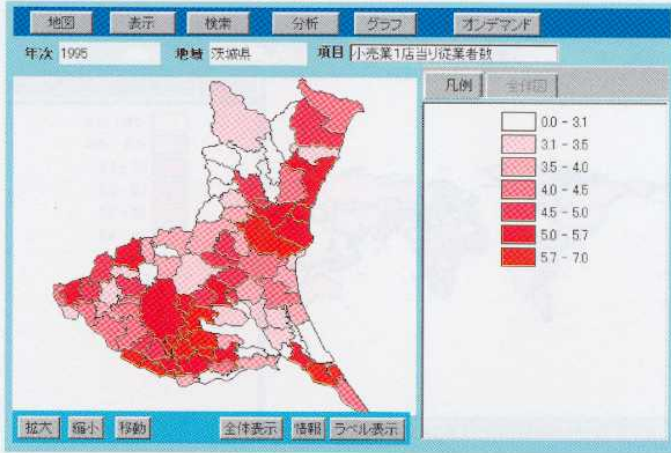 地図 表示 検索 分析 グラフ オンデマンド
年次 1995 地域 茨城県 項目 小売業1店当り従業者数
凡例 全体図
0.0 - 3.1
3.1 - 3.5
3.5 - 4.0
4.0 - 4.5
4.5 - 5.0
5.0 - 5.7
5.7 - 7.0
拡大 縮小 移動 全体表示 情報 ラベル表示